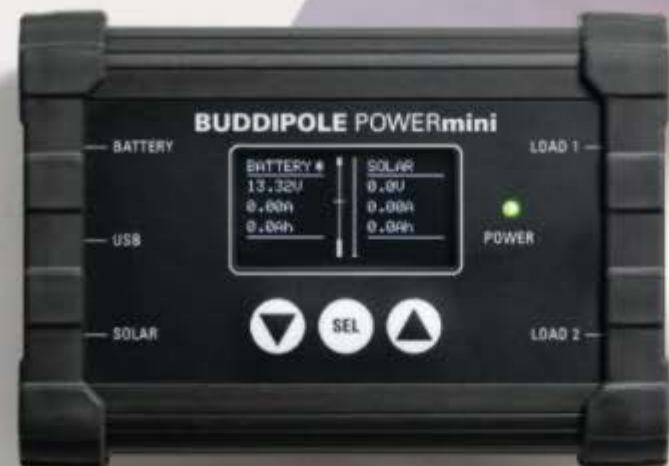 BUDDIPOLE POWERmini
BATTERY
LOAD 1
BATTERY SOLAR
13.32V 0.0V
0.00A 0.00A
0.0Ah 0.0Ah
USB
POWER
SEL
SOLAR
LOAD 2